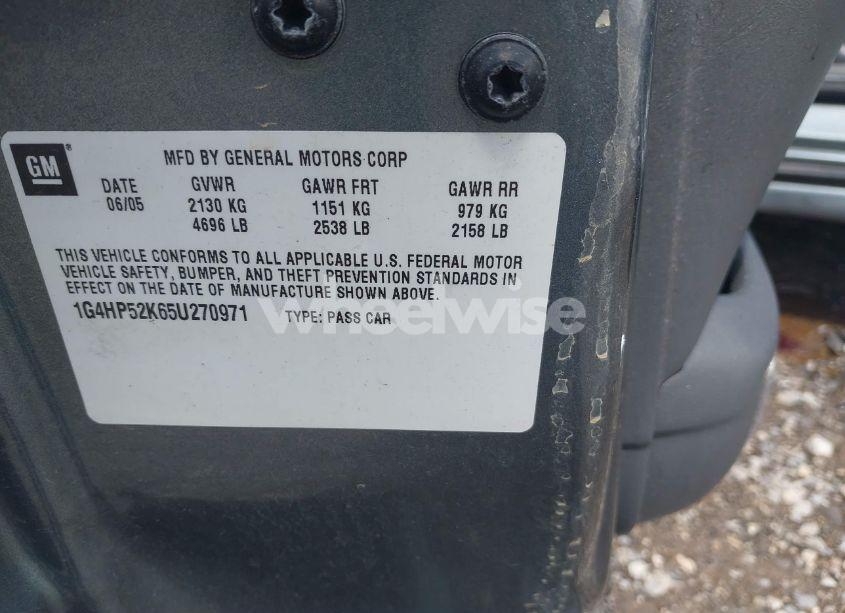 GM®
MFD BY GENERAL MOTORS CORP
DATE GVWR GAWR FRT GAWR RR
06/05 2130 KG 1151 KG 979 KG
4696 LB 2538 LB 2158 LB
THIS VEHICLE CONFORMS TO ALL APPLICABLE U.S. FEDERAL MOTOR
VEHICLE SAFETY, BUMPER, AND THEFT PREVENTION STANDARDS IN
EFFECT ON THE DATE OF MANUFACTURE SHOWN ABOVE.
1G4HP52K65U270971 TYPE: PASS CAR
wheelwise